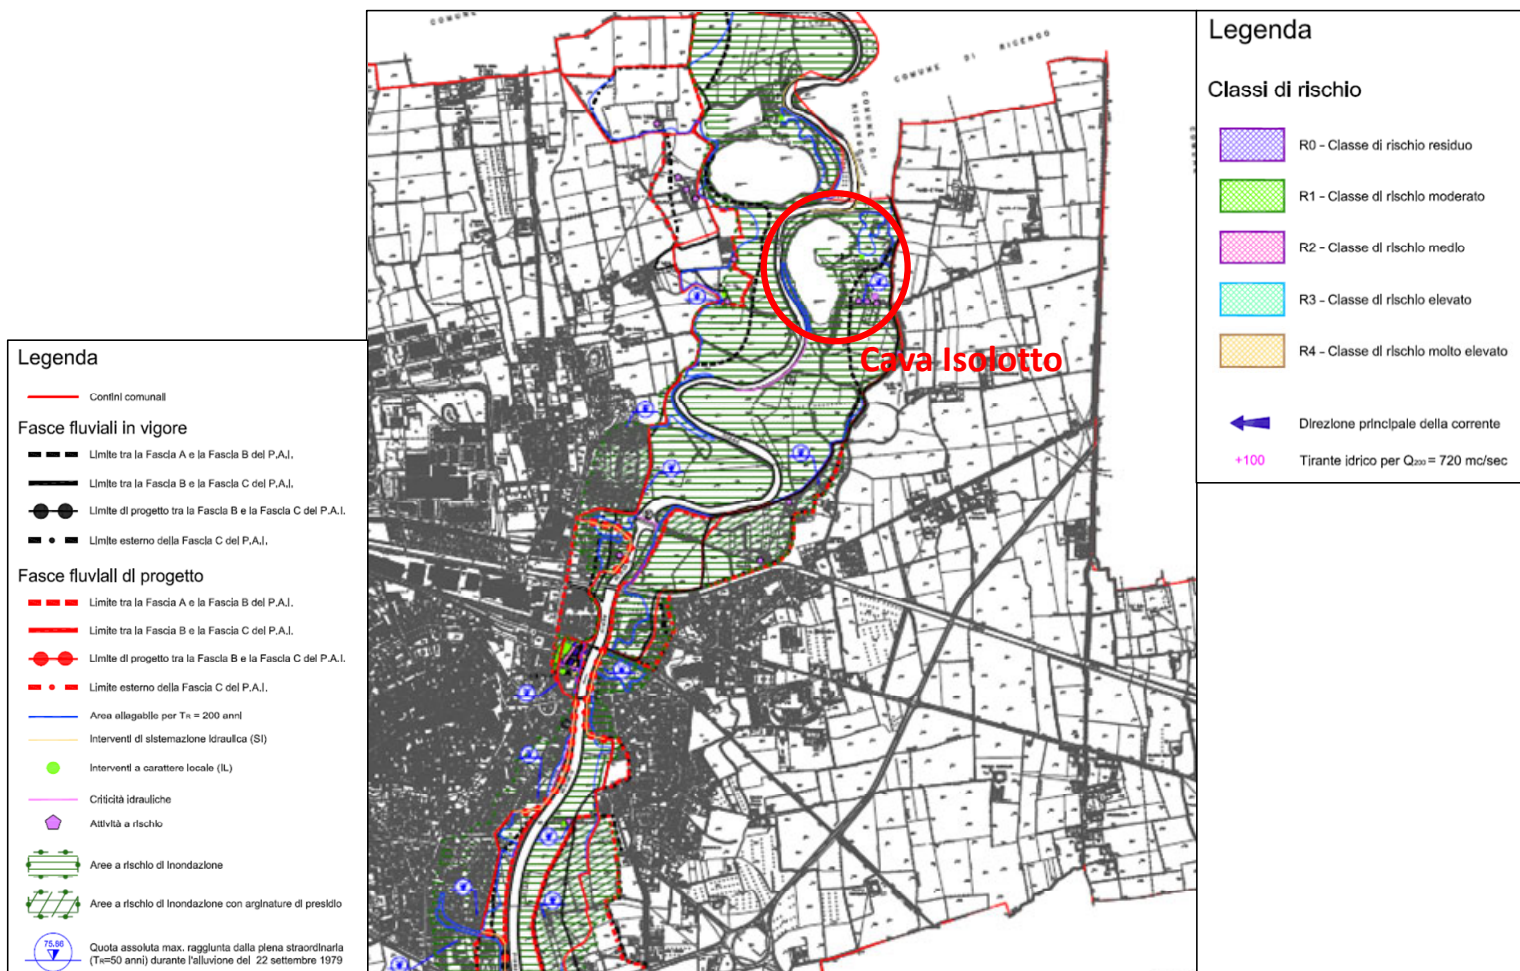 Legenda
Confini comunali
Fasce fluviali in vigore
Limite tra la Fascia A e la Fascia B del P.A.I.
Limite tra la Fascia B e la Fascia C del P.A.I.
Limite di progetto tra la Fascia B e la Fascia C del P.A.I.
Limite esterno della Fascia C del P.A.I.
Fasce fluviali di progetto
Limite tra la Fascia A e la Fascia B del P.A.I.
Limite tra la Fascia B e la Fascia C del P.A.I.
Limite di progetto tra la Fascia B e la Fascia C del P.A.I.
Limite esterno della Fascia C del P.A.I.
Area allagabile per TR = 200 anni
Interventi di sistemazione idraulica (SI)
Interventi a carattere locale (IL)
Criticità idrauliche
Attività a rischio
Aree a rischio di inondazione
Aree a rischio di inondazione con arginature di presidio
75.66
Quota assoluta max. raggiunta dalla piena straordinaria
(TR=50 anni) durante l'alluvione del 22 settembre 1979
COMUNE DI RICENGO
COMUNE DI
RICENGO
Cava Isolotto
Legenda
Classi di rischio
R0 - Classe di rischio residuo
R1 - Classe di rischio moderato
R2 - Classe di rischio medio
R3 - Classe di rischio elevato
R4 - Classe di rischio molto elevato
Direzione principale della corrente
+100 Tirante idrico per Q200 = 720 mc/sec